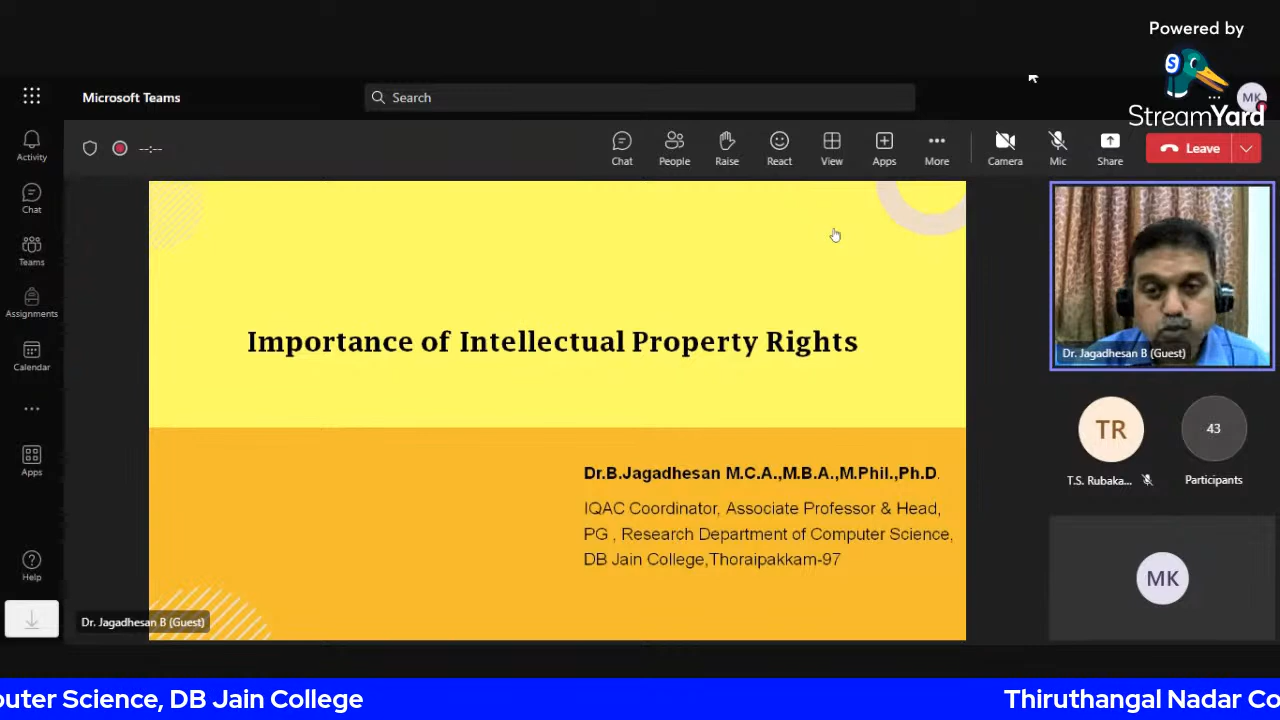 Powered by
S
StreamYard
Microsoft Teams
Search
MK
--:--
Chat
People
Raise
React
View
Apps
More
Camera
Mic
Share
Leave
Activity
Chat
Teams
Assignments
Calendar
Apps
Help
Importance of Intellectual Property Rights
Dr.B.Jagadhesan M.C.A.,M.B.A.,M.Phil.,Ph.D.
IQAC Coordinator, Associate Professor & Head,
PG , Research Department of Computer Science,
DB Jain College,Thoraipakkam-97
Dr. Jagadhesan B (Guest)
Dr. Jagadhesan B (Guest)
TR
43
T.S. Rubaka...
Participants
MK
outer Science, DB Jain College
Thiruthangal Nadar Co